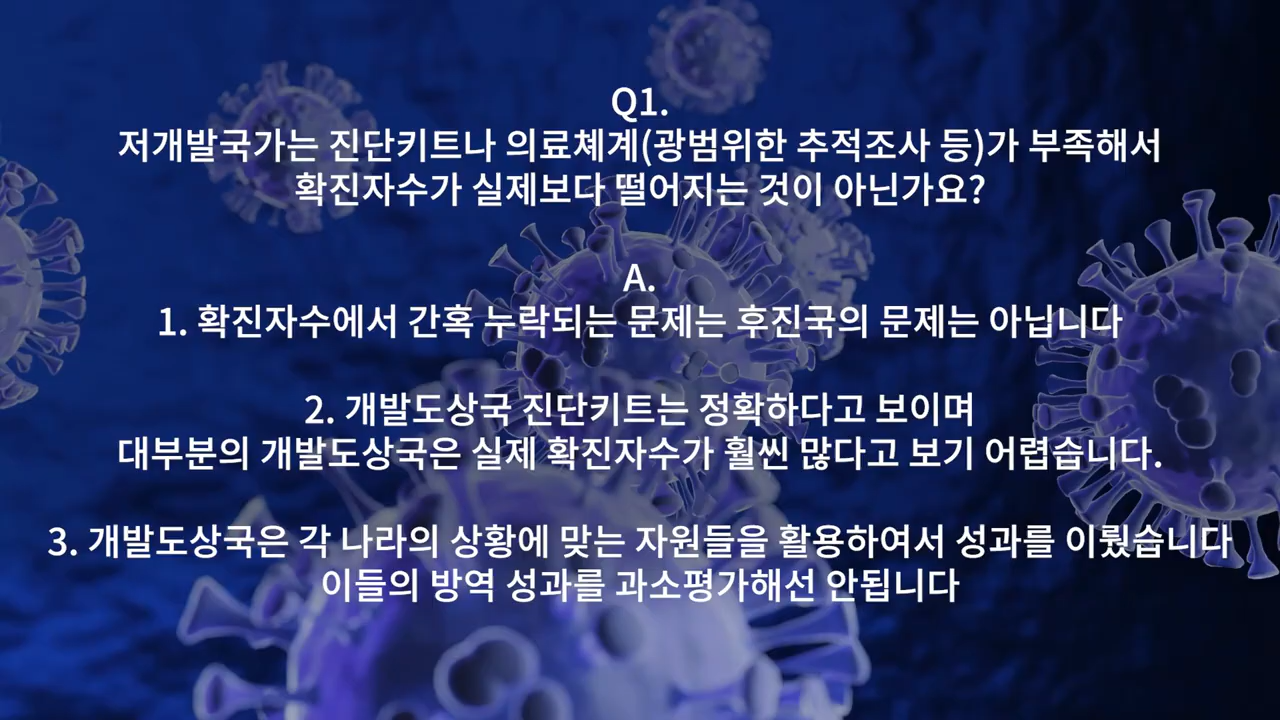 Q1.
저개발국가는 진단키트나 의료쳬계(광범위한 추적조사 등)가 부족해서
확진자수가 실제보다 떨어지는 것이 아닌가요?
A.
1. 확진자수에서 간혹 누락되는 문제는 후진국의 문제는 아닙니다
2. 개발도상국 진단키트는 정확하다고 보이며
대부분의 개발도상국은 실제 확진자수가 훨씬 많다고 보기 어렵습니다.
3. 개발도상국은 각 나라의 상황에 맞는 자원들을 활용하여서 성과를 이뤘습니다
이들의 방역 성과를 과소평가해선 안됩니다